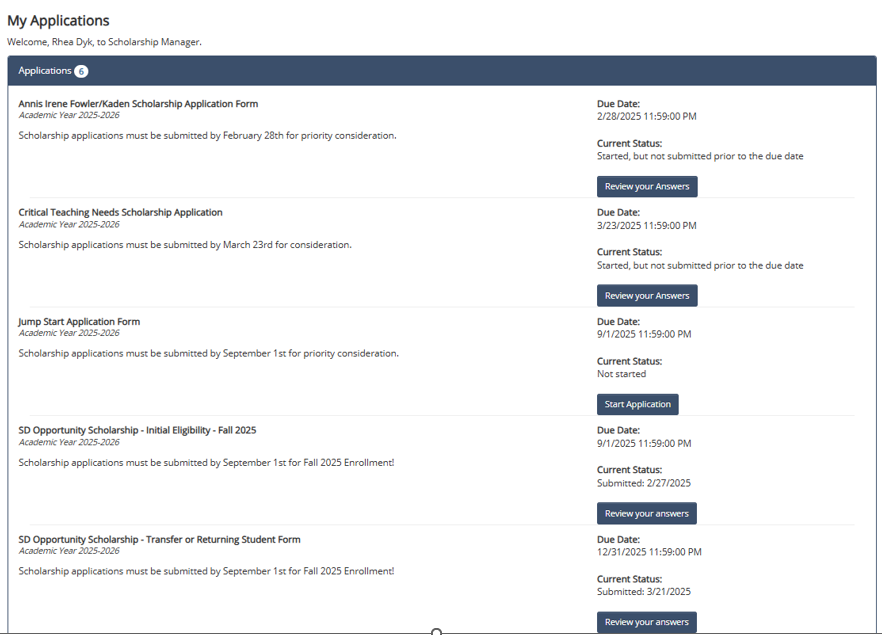 My Applications
Welcome, Rhea Dyk, to Scholarship Manager.
Applications 6
Annis Irene Fowler/Kaden Scholarship Application Form
Academic Year 2025-2026
Scholarship applications must be submitted by February 28th for priority consideration.
Due Date:
2/28/2025 11:59:00 PM
Current Status:
Started, but not submitted prior to the due date
Review your Answers
Critical Teaching Needs Scholarship Application
Academic Year 2025-2026
Scholarship applications must be submitted by March 23rd for consideration.
Due Date:
3/23/2025 11:59:00 PM
Current Status:
Started, but not submitted prior to the due date
Review your Answers
Jump Start Application Form
Academic Year 2025-2026
Scholarship applications must be submitted by September 1st for priority consideration.
Due Date:
9/1/2025 11:59:00 PM
Current Status:
Not started
Start Application
SD Opportunity Scholarship - Initial Eligibility - Fall 2025
Academic Year 2025-2026
Scholarship applications must be submitted by September 1st for Fall 2025 Enrollment!
Due Date:
9/1/2025 11:59:00 PM
Current Status:
Submitted: 2/27/2025
Review your answers
SD Opportunity Scholarship - Transfer or Returning Student Form
Academic Year 2025-2026
Scholarship applications must be submitted by September 1st for Fall 2025 Enrollment!
Due Date:
12/31/2025 11:59:00 PM
Current Status:
Submitted: 3/21/2025
Review your answers